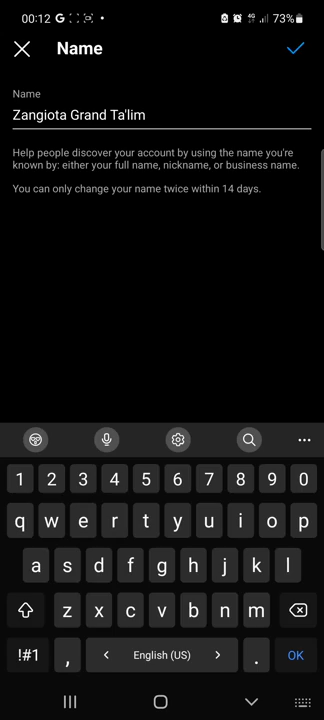 00:12 G 4G 73%
Name
Name
Zangiota Grand Ta'lim
Help people discover your account by using the name you're
known by: either your full name, nickname, or business name.
You can only change your name twice within 14 days.
1 2 3 4 5 6 7 8 9 0
q w e r t y u i o p
a s d f g h j k l
z x c v b n m
!#1 , < English (US) > . OK